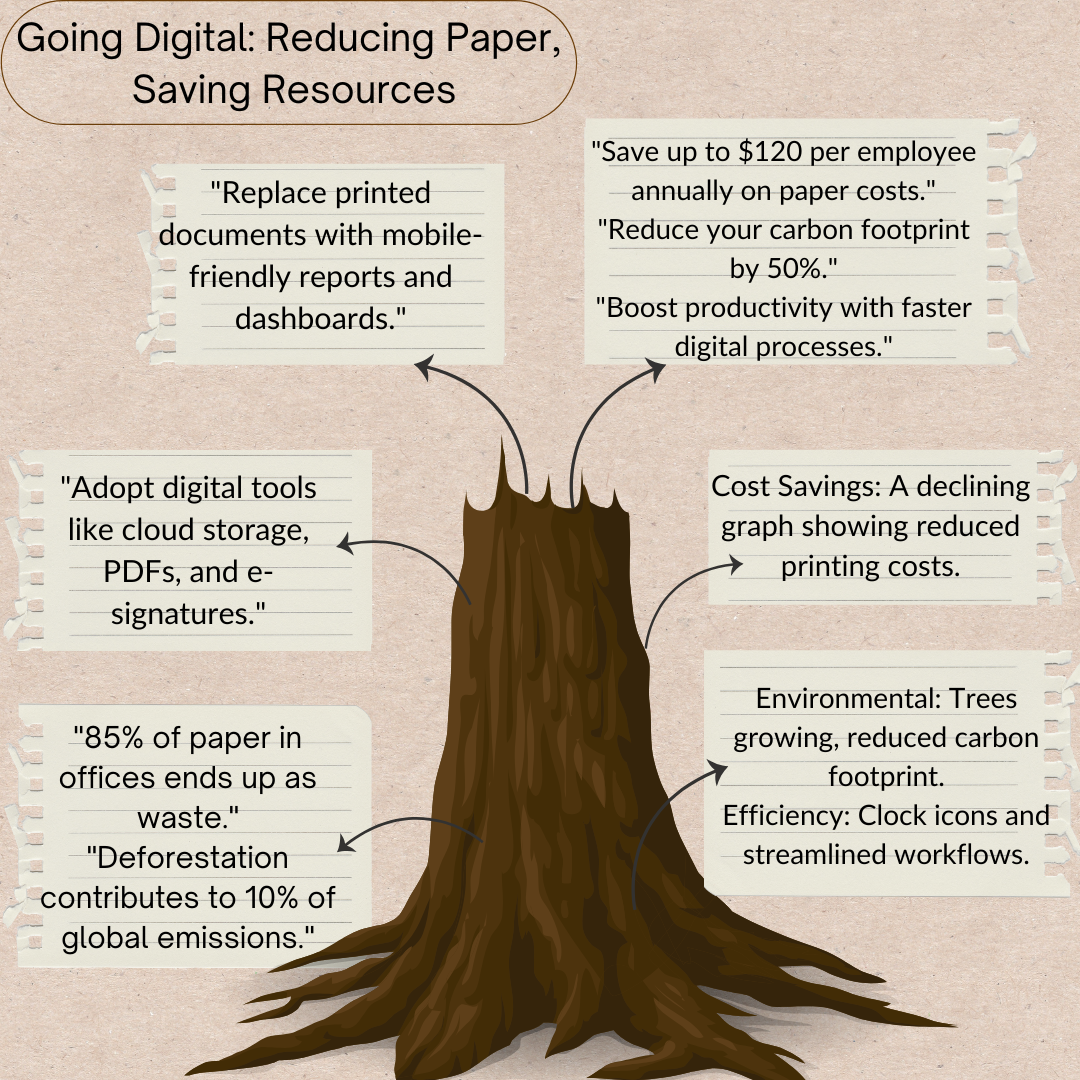 Going Digital: Reducing Paper,
Saving Resources
"Replace printed
documents with mobile-
friendly reports and
dashboards."
"Save up to $120 per employee
annually on paper costs."
"Reduce your carbon footprint
by 50%."
"Boost productivity with faster
digital processes."
"Adopt digital tools
like cloud storage,
PDFs, and e-
signatures."
Cost Savings: A declining
graph showing reduced
printing costs.
"85% of paper in
offices ends up as
waste."
"Deforestation
contributes to 10% of
global emissions."
Environmental: Trees
growing, reduced carbon
footprint.
Efficiency: Clock icons and
streamlined workflows.